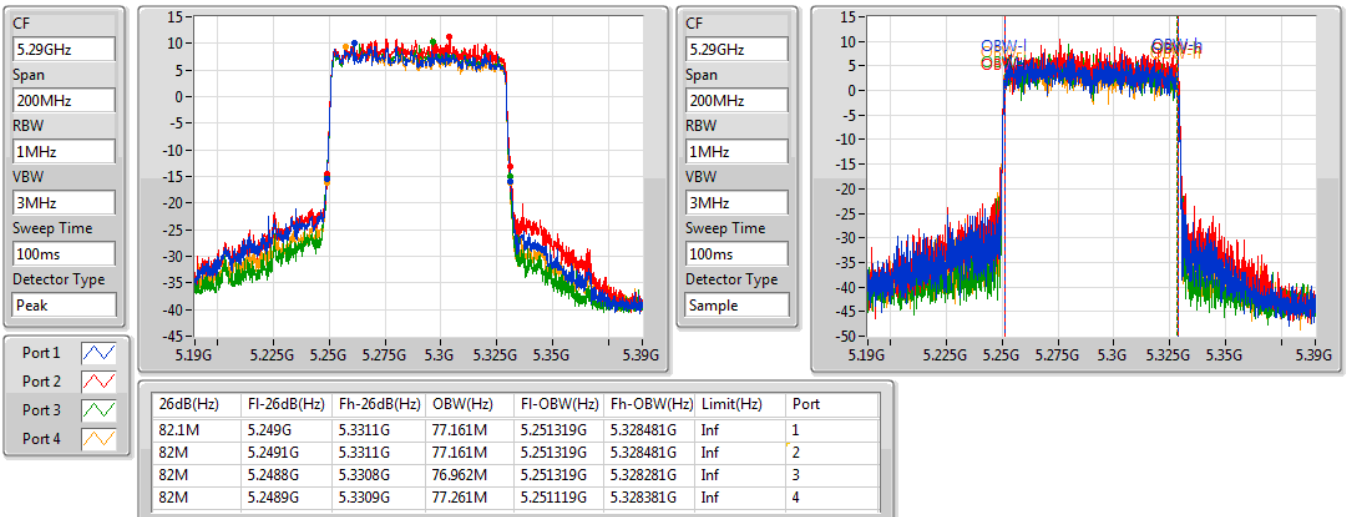 CF
5.29GHz
Span
200MHz
RBW
1MHz
VBW
3MHz
Sweep Time
100ms
Detector Type
Peak
15
10
5
0
-5
-10
-15
-20
-25
-30
-35
-40
-45
5.19G 5.225G 5.25G 5.275G 5.3G 5.325G 5.35G 5.39G
CF
5.29GHz
Span
200MHz
RBW
1MHz
VBW
3MHz
Sweep Time
100ms
Detector Type
Sample
15
10
5
0
-5
-10
-15
-20
-25
-30
-35
-40
-45
-50
OBW-l OBW-h
5.19G 5.225G 5.25G 5.275G 5.3G 5.325G 5.35G 5.39G
Port 1
Port 2
Port 3
Port 4
26dB(Hz) Fl-26dB(Hz) Fh-26dB(Hz) OBW(Hz) Fl-OBW(Hz) Fh-OBW(Hz) Limit(Hz) Port
82.1M 5.249G 5.3311G 77.161M 5.251319G 5.328481G Inf 1
82M 5.2491G 5.3311G 77.161M 5.251319G 5.328481G Inf 2
82M 5.2488G 5.3308G 76.962M 5.251319G 5.328281G Inf 3
82M 5.2489G 5.3309G 77.261M 5.251119G 5.328381G Inf 4